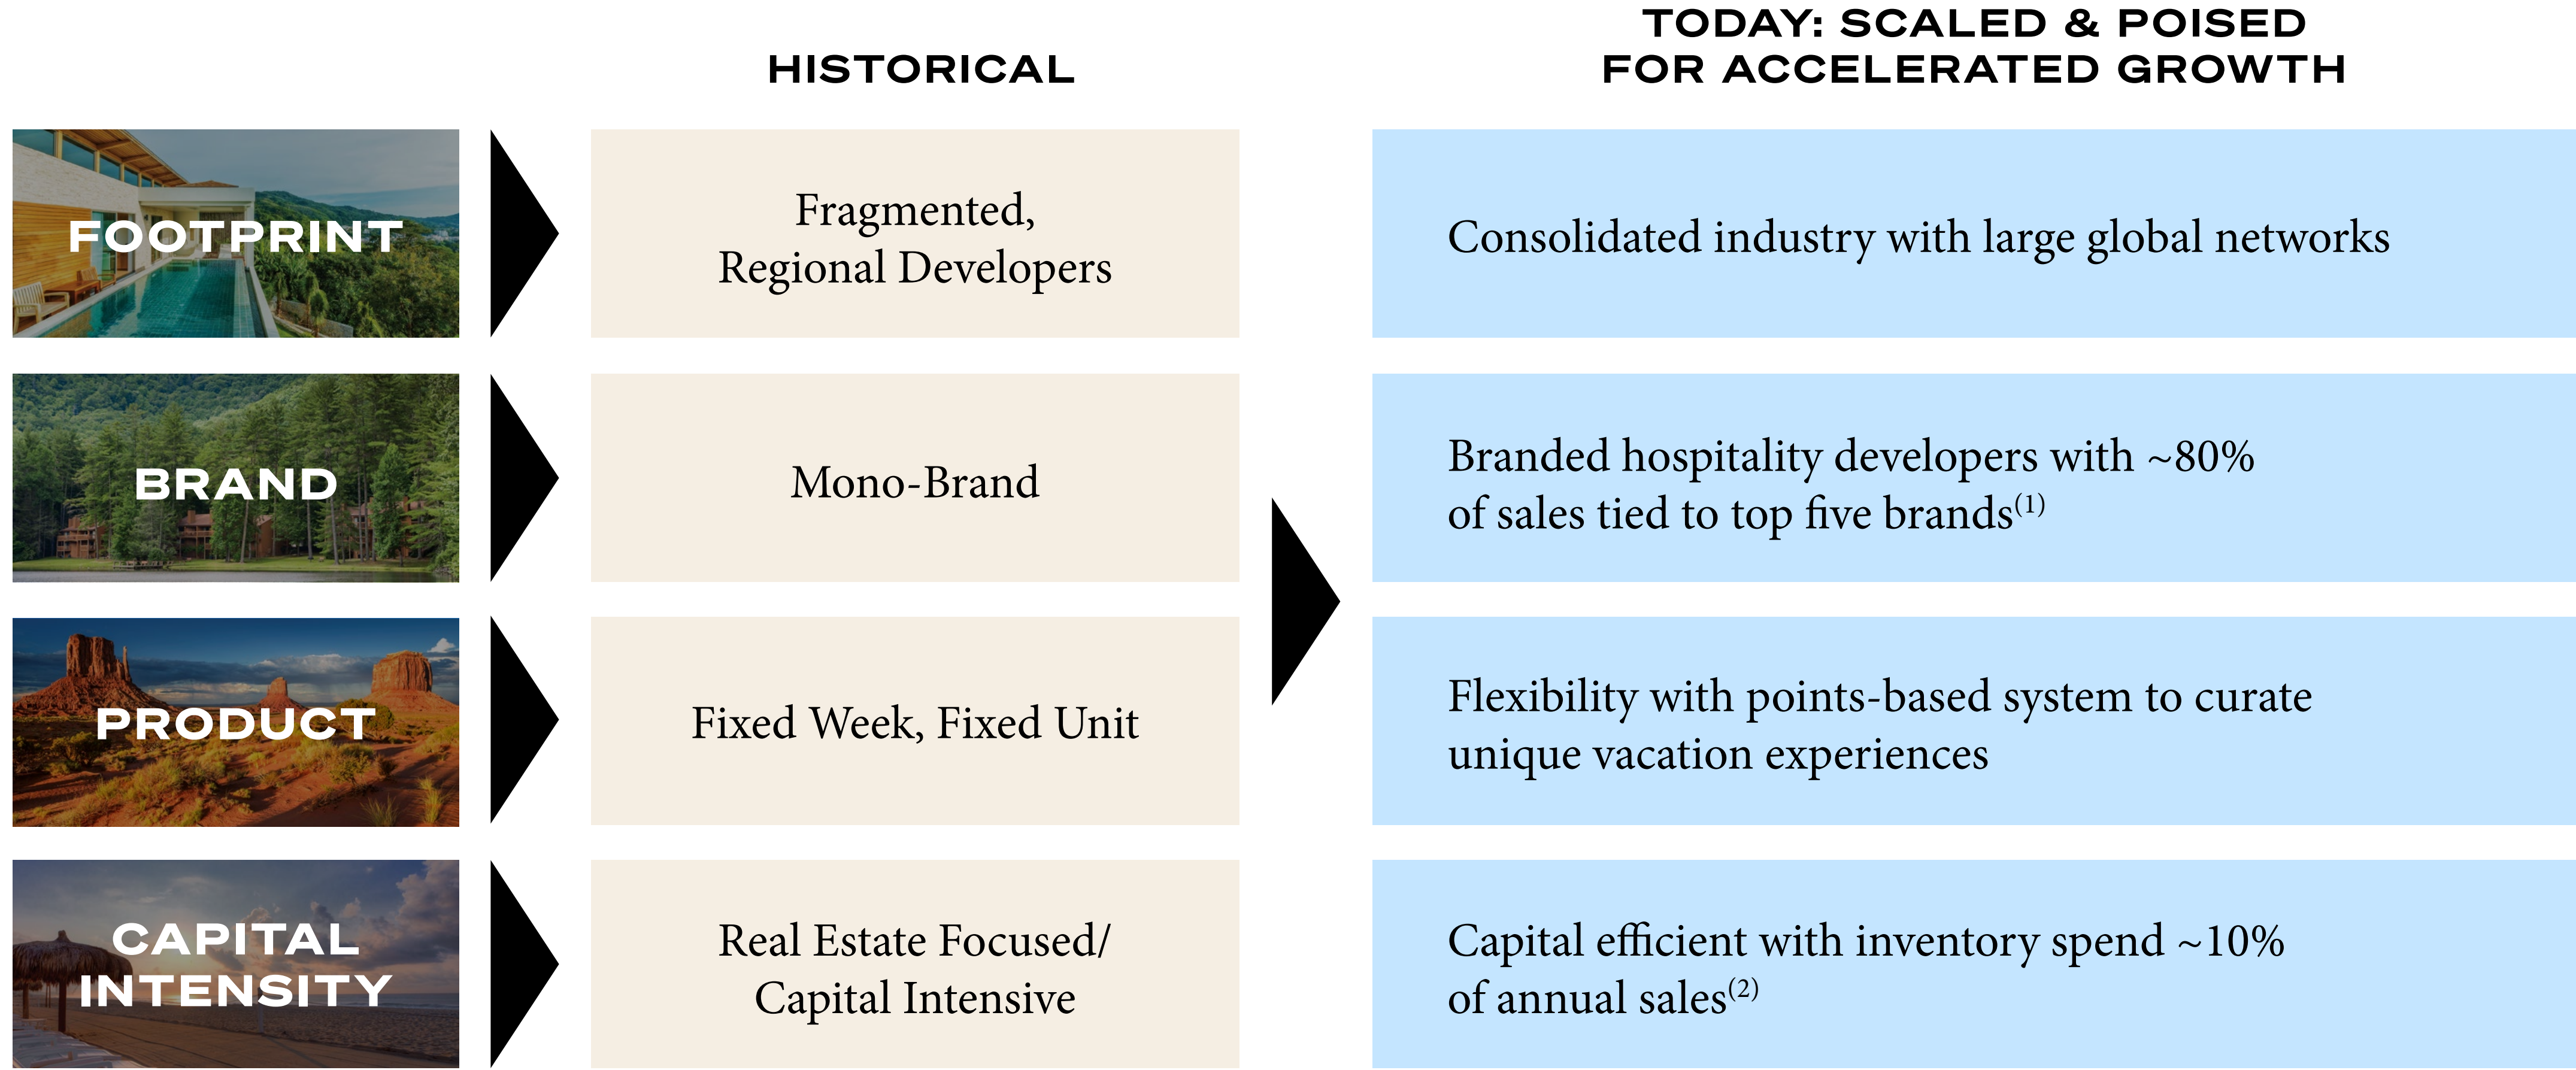 HISTORICAL
TODAY: SCALED & POISED
FOR ACCELERATED GROWTH
FOOTPRINT
Fragmented,
Regional Developers
Consolidated industry with large global networks
BRAND
Mono-Brand
Branded hospitality developers with ~80%
of sales tied to top five brands(1)
PRODUCT
Fixed Week, Fixed Unit
Flexibility with points-based system to curate
unique vacation experiences
CAPITAL
INTENSITY
Real Estate Focused/
Capital Intensive
Capital efficient with inventory spend ~10%
of annual sales(2)